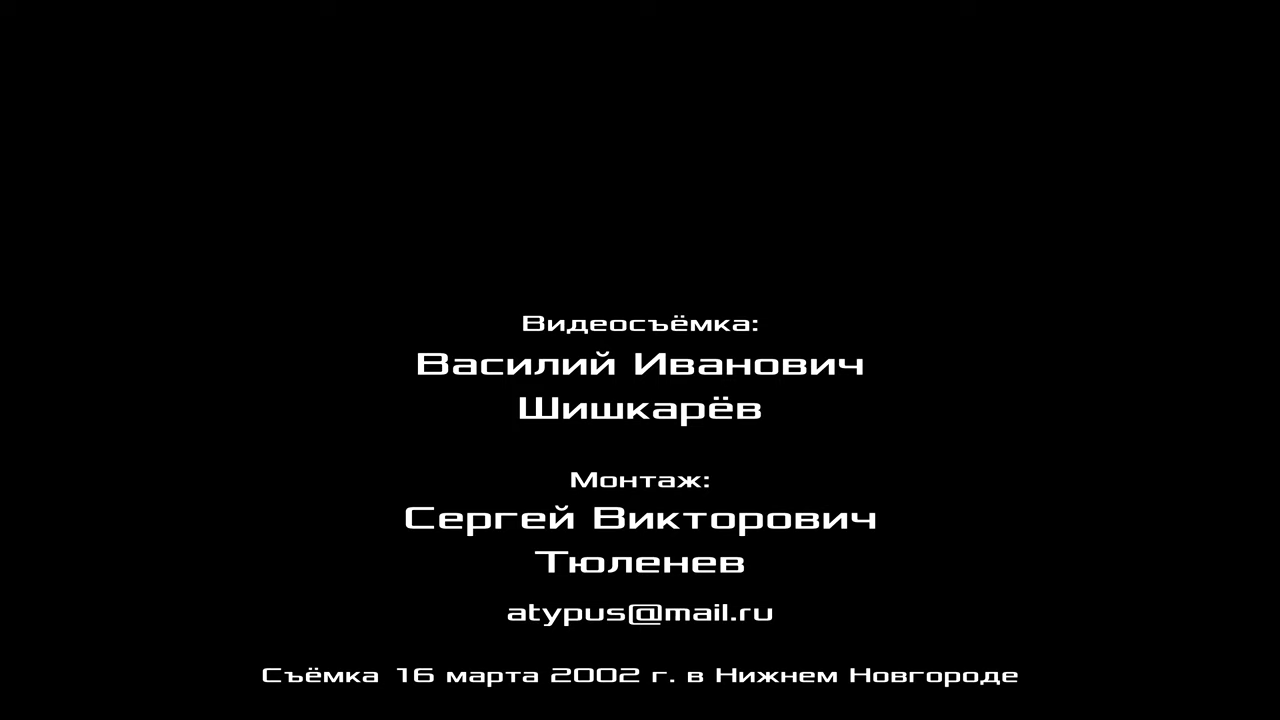 Видеосъёмка:
Василий Иванович
Шишкарёв
Монтаж:
Сергей Викторович
Тюленев
atypus@mail.ru
Съёмка 16 марта 2002 г. в Нижнем Новгороде